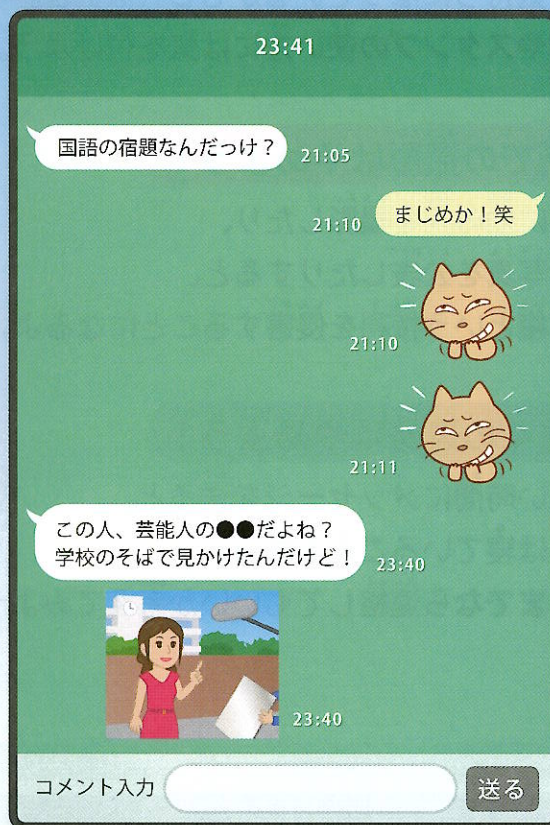 23:41
国語の宿題なんだっけ？
21:05
まじめか！笑
21:10
21:10
21:11
この人、芸能人の●●だよね？
学校のそばで見かけたんだけど！
23:40
23:40
コメント入力
送る